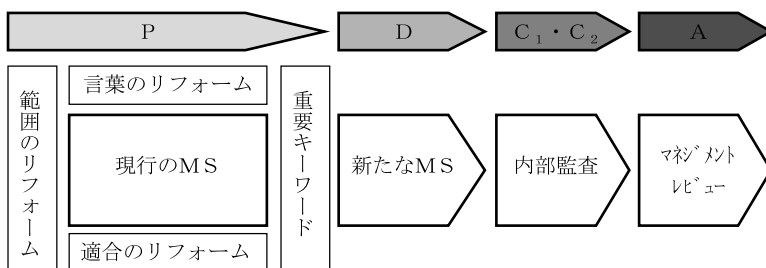 P
D
C₁・C₂
A
範囲のリフォーム
言葉のリフォーム
現行のMS
適合のリフォーム
重要キーワード
新たなMS
内部監査
マネジメント
レビュー